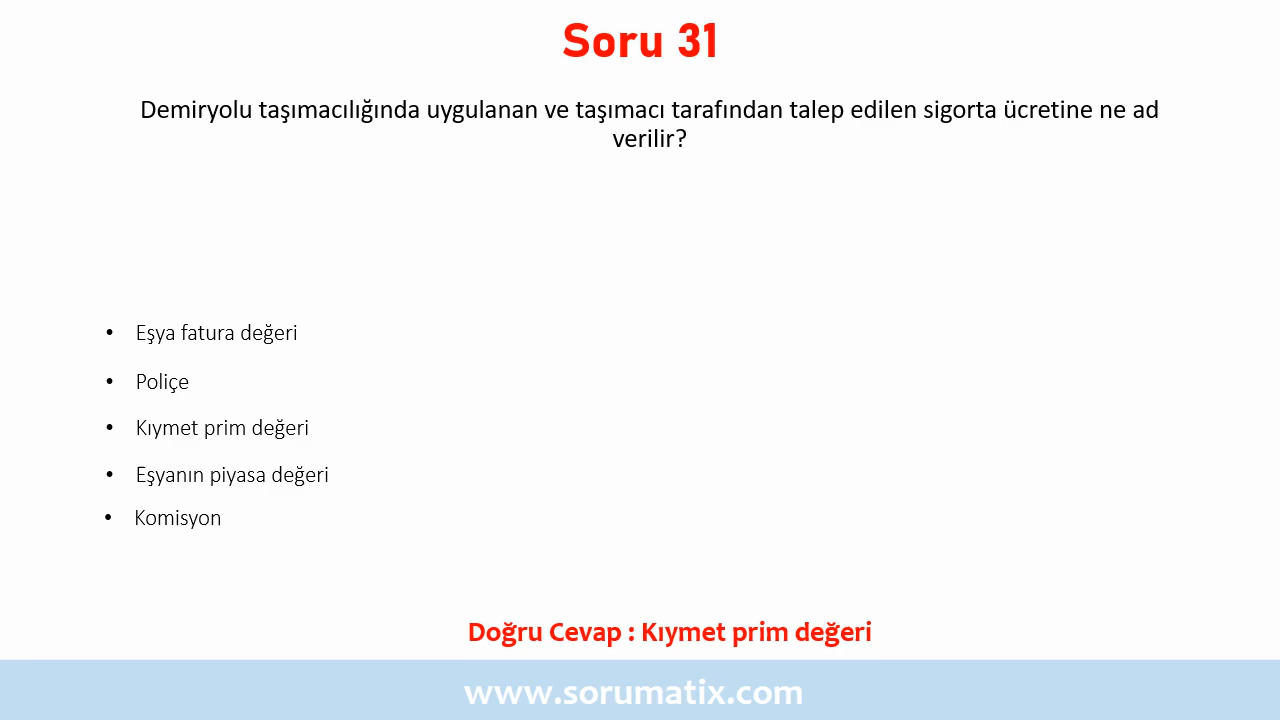 Soru 31
Demiryolu taşımacılığında uygulanan ve taşımacı tarafından talep edilen sigorta ücretine ne ad
verilir?
• Eşya fatura değeri
• Poliçe
• Kıymet prim değeri
• Eşyanın piyasa değeri
• Komisyon
Doğru Cevap : Kıymet prim değeri
www.sorumatix.com